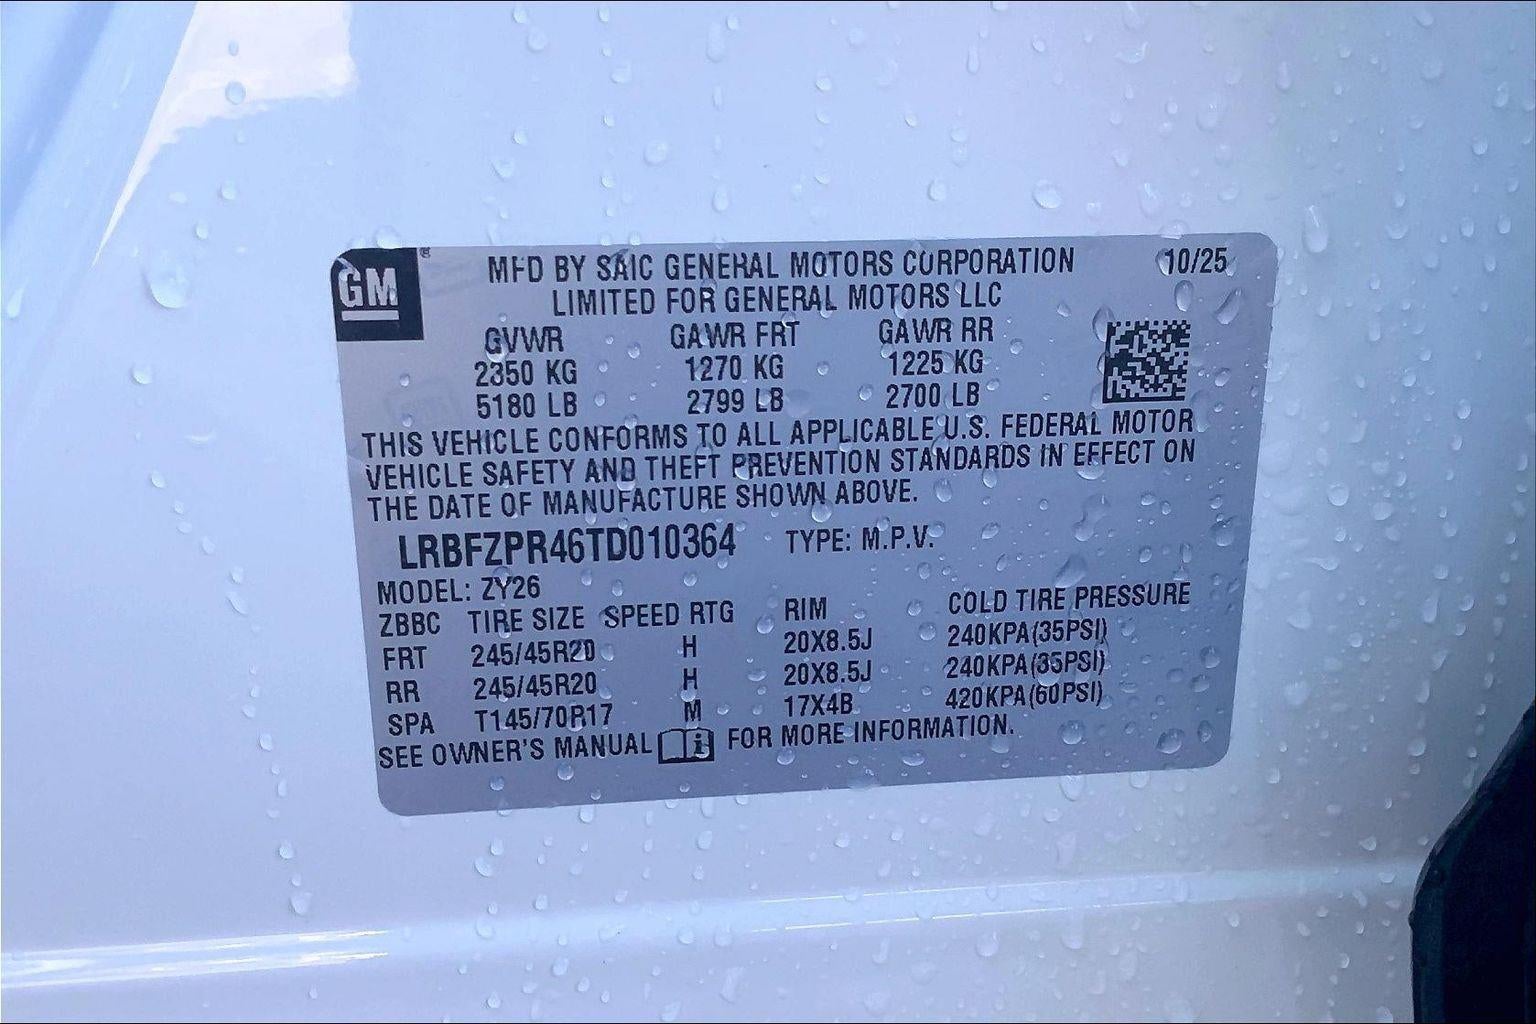 GM
MFD BY SAIC GENERAL MOTORS CORPORATION 10/25
LIMITED FOR GENERAL MOTORS LLC
GVWR GAWR FRT GAWR RR
2350 KG 1270 KG 1225 KG
5180 LB 2799 LB 2700 LB
THIS VEHICLE CONFORMS TO ALL APPLICABLE U.S. FEDERAL MOTOR
VEHICLE SAFETY AND THEFT PREVENTION STANDARDS IN EFFECT ON
THE DATE OF MANUFACTURE SHOWN ABOVE.
LRBFZPR46TD010364 TYPE: M.P.V.
MODEL: ZY26
ZBBC TIRE SIZE SPEED RTG RIM COLD TIRE PRESSURE
FRT 245/45R20 H 20X8.5J 240KPA(35PSI)
RR 245/45R20 H 20X8.5J 240KPA(35PSI)
SPA T145/70R17 M 17X4B 420KPA(60PSI)
SEE OWNER'S MANUAL FOR MORE INFORMATION.